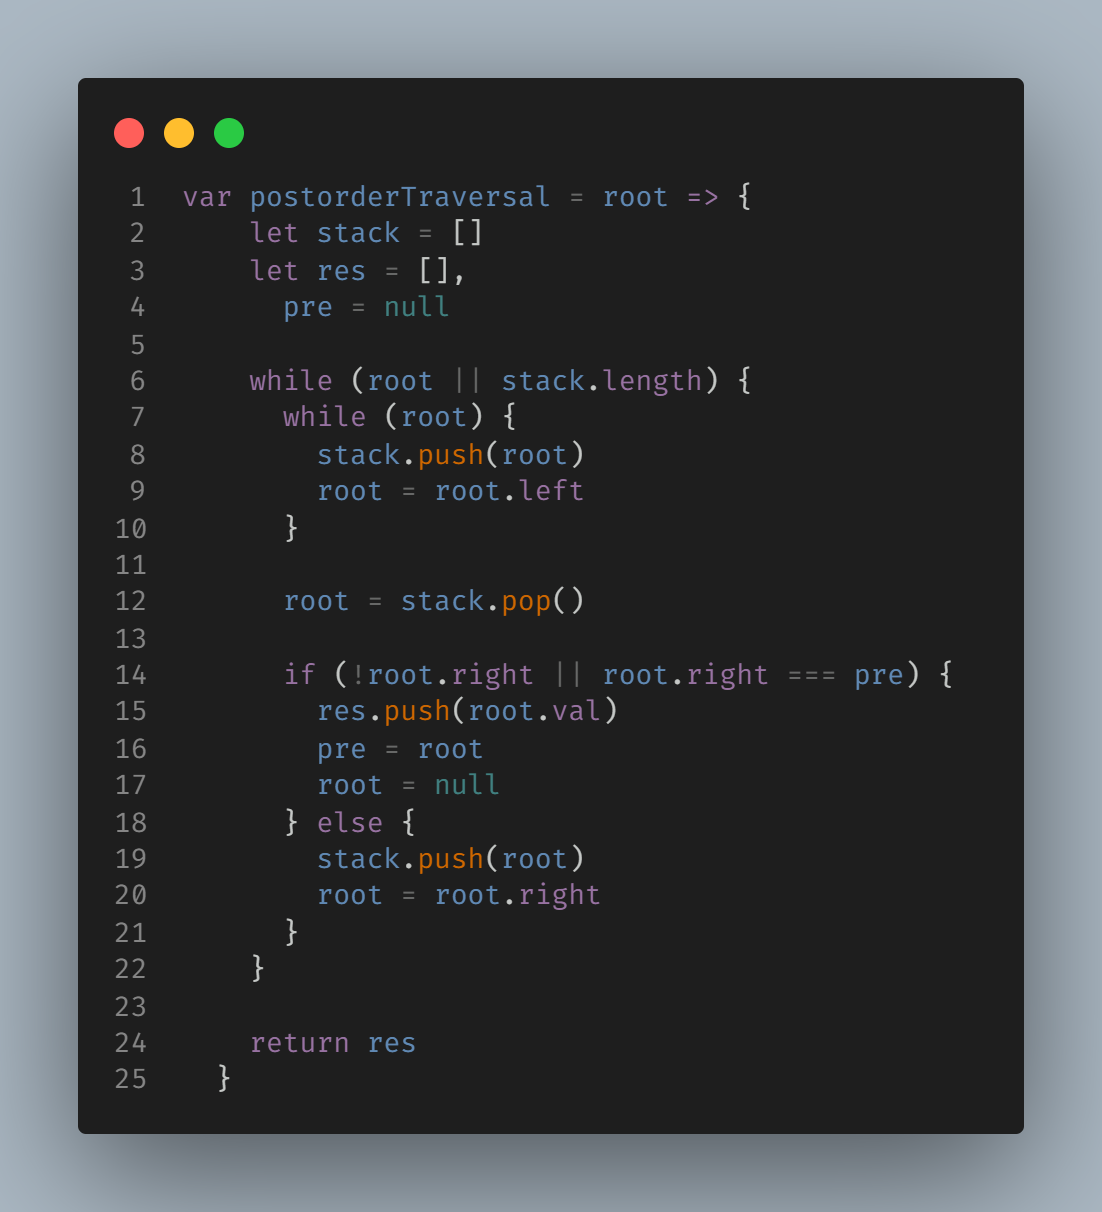 1 var postorderTraversal = root => {
2 let stack = []
3 let res = [],
4 pre = null
5
6 while (root || stack.length) {
7 while (root) {
8 stack.push(root)
9 root = root.left
10 }
11
12 root = stack.pop()
13
14 if (!root.right || root.right === pre) {
15 res.push(root.val)
16 pre = root
17 root = null
18 } else {
19 stack.push(root)
20 root = root.right
21 }
22 }
23
24 return res
25 }